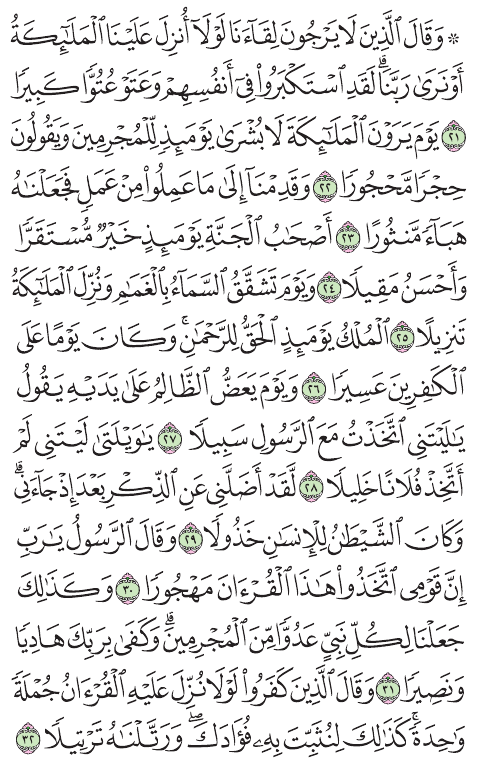 ۞ وَقَالَ ٱلَّذِينَ لَا يَرۡجُونَ لِقَآءَنَا لَوۡلَآ أُنزِلَ عَلَيۡنَا ٱلۡمَلَٰٓئِكَةُ
أَوۡ نَرَىٰ رَبَّنَاۗ لَقَدِ ٱسۡتَكۡبَرُواْ فِيٓ أَنفُسِهِمۡ وَعَتَوۡ عُتُوّٗا كَبِيرٗا
٢١ يَوۡمَ يَرَوۡنَ ٱلۡمَلَٰٓئِكَةَ لَا بُشۡرَىٰ يَوۡمَئِذٖ لِّلۡمُجۡرِمِينَ وَيَقُولُونَ
حِجۡرٗا مَّحۡجُورٗا ٢٢ وَقَدِمۡنَآ إِلَىٰ مَا عَمِلُواْ مِنۡ عَمَلٖ فَجَعَلۡنَٰهُ
هَبَآءٗ مَّنثُورًا ٢٣ أَصۡحَٰبُ ٱلۡجَنَّةِ يَوۡمَئِذٍ خَيۡرٞ مُّسۡتَقَرّٗا
وَأَحۡسَنُ مَقِيلٗا ٢٤ وَيَوۡمَ تَشَقَّقُ ٱلسَّمَآءُ بِٱلۡغَمَٰمِ وَنُزِّلَ ٱلۡمَلَٰٓئِكَةُ
تَنزِيلًا ٢٥ ٱلۡمُلۡكُ يَوۡمَئِذٍ ٱلۡحَقُّ لِلرَّحۡمَٰنِۚ وَكَانَ يَوۡمًا عَلَى
ٱلۡكَٰفِرِينَ عَسِيرٗا ٢٦ وَيَوۡمَ يَعَضُّ ٱلظَّالِمُ عَلَىٰ يَدَيۡهِ يَقُولُ
يَٰلَيۡتَنِي ٱتَّخَذۡتُ مَعَ ٱلرَّسُولِ سَبِيلٗا ٢٧ يَٰوَيۡلَتَىٰ لَيۡتَنِي لَمۡ
أَتَّخِذۡ فُلَانًا خَلِيلٗا ٢٨ لَّقَدۡ أَضَلَّنِي عَنِ ٱلذِّكۡرِ بَعۡدَ إِذۡ جَآءَنِيۗ
وَكَانَ ٱلشَّيۡطَٰنُ لِلۡإِنسَٰنِ خَذُولٗا ٢٩ وَقَالَ ٱلرَّسُولُ يَٰرَبِّ
إِنَّ قَوۡمِي ٱتَّخَذُواْ هَٰذَا ٱلۡقُرۡءَانَ مَهۡجُورٗا ٣٠ وَكَذَٰلِكَ
جَعَلۡنَا لِكُلِّ نَبِيٍّ عَدُوّٗا مِّنَ ٱلۡمُجۡرِمِينَۗ وَكَفَىٰ بِرَبِّكَ هَادِيٗا
وَنَصِيرٗا ٣١ وَقَالَ ٱلَّذِينَ كَفَرُواْ لَوۡلَا نُزِّلَ عَلَيۡهِ ٱلۡقُرۡءَانُ جُمۡلَةٗ
وَٰحِدَةٗۚ كَذَٰلِكَ لِنُثَبِّتَ بِهِۦ فُؤَادَكَۖ وَرَتَّلۡنَٰهُ تَرۡتِيلٗا ٣٢